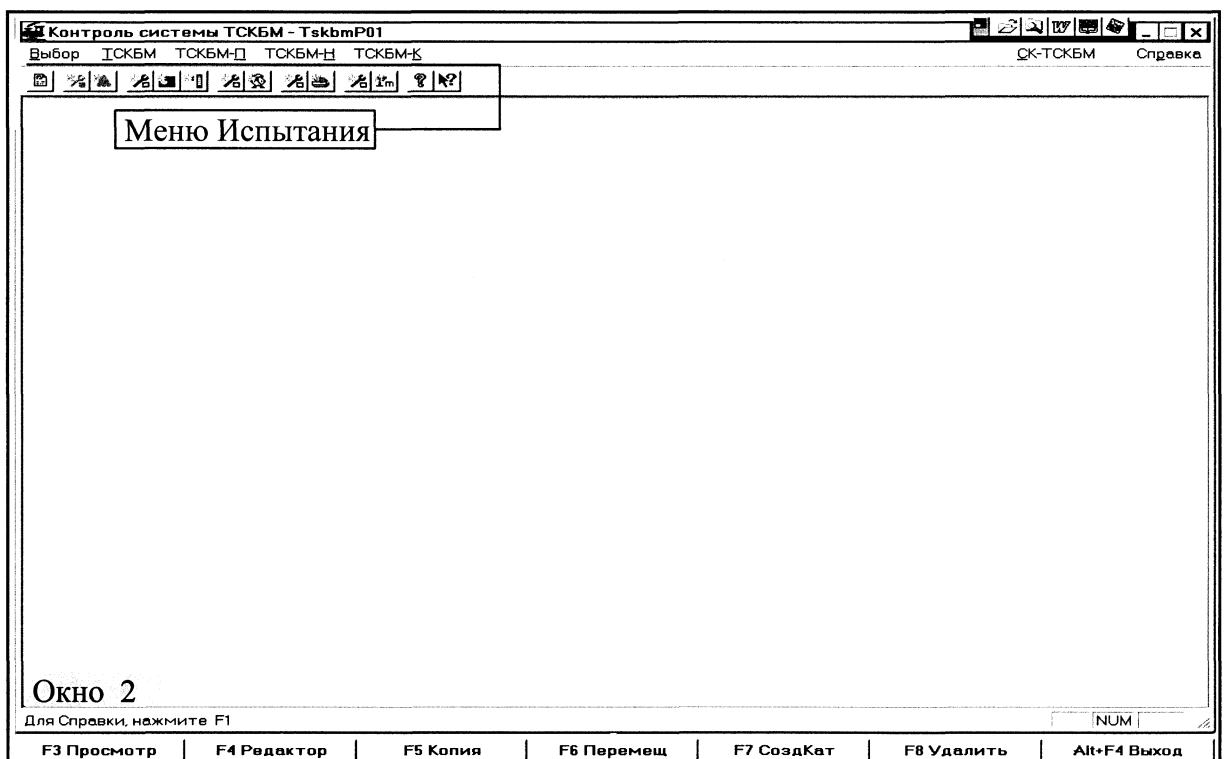 Контроль системы ТСКБМ - TskbmP01
Выбор ТСКБМ ТСКБМ-П ТСКБМ-Н ТСКБМ-К СК-ТСКБМ Справка
Меню Испытания
Окно 2
Для Справки, нажмите F1 NUM
F3 Просмотр F4 Редактор F5 Копия F6 Перемещ F7 СоздКат F8 Удалить Alt+F4 Выход